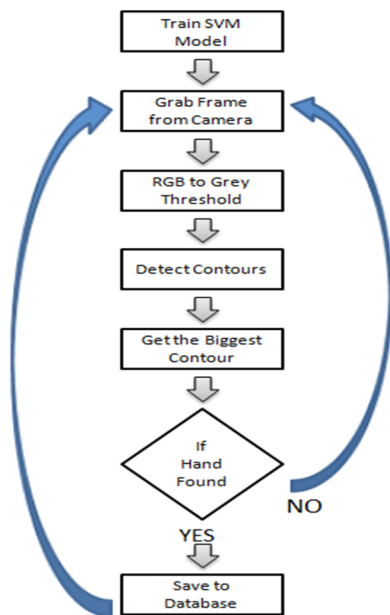 Train SVM
Model
Grab Frame
from Camera
RGB to Grey
Threshold
Detect Contours
Get the Biggest
Contour
If
Hand
Found
NO
YES
Save to
Database